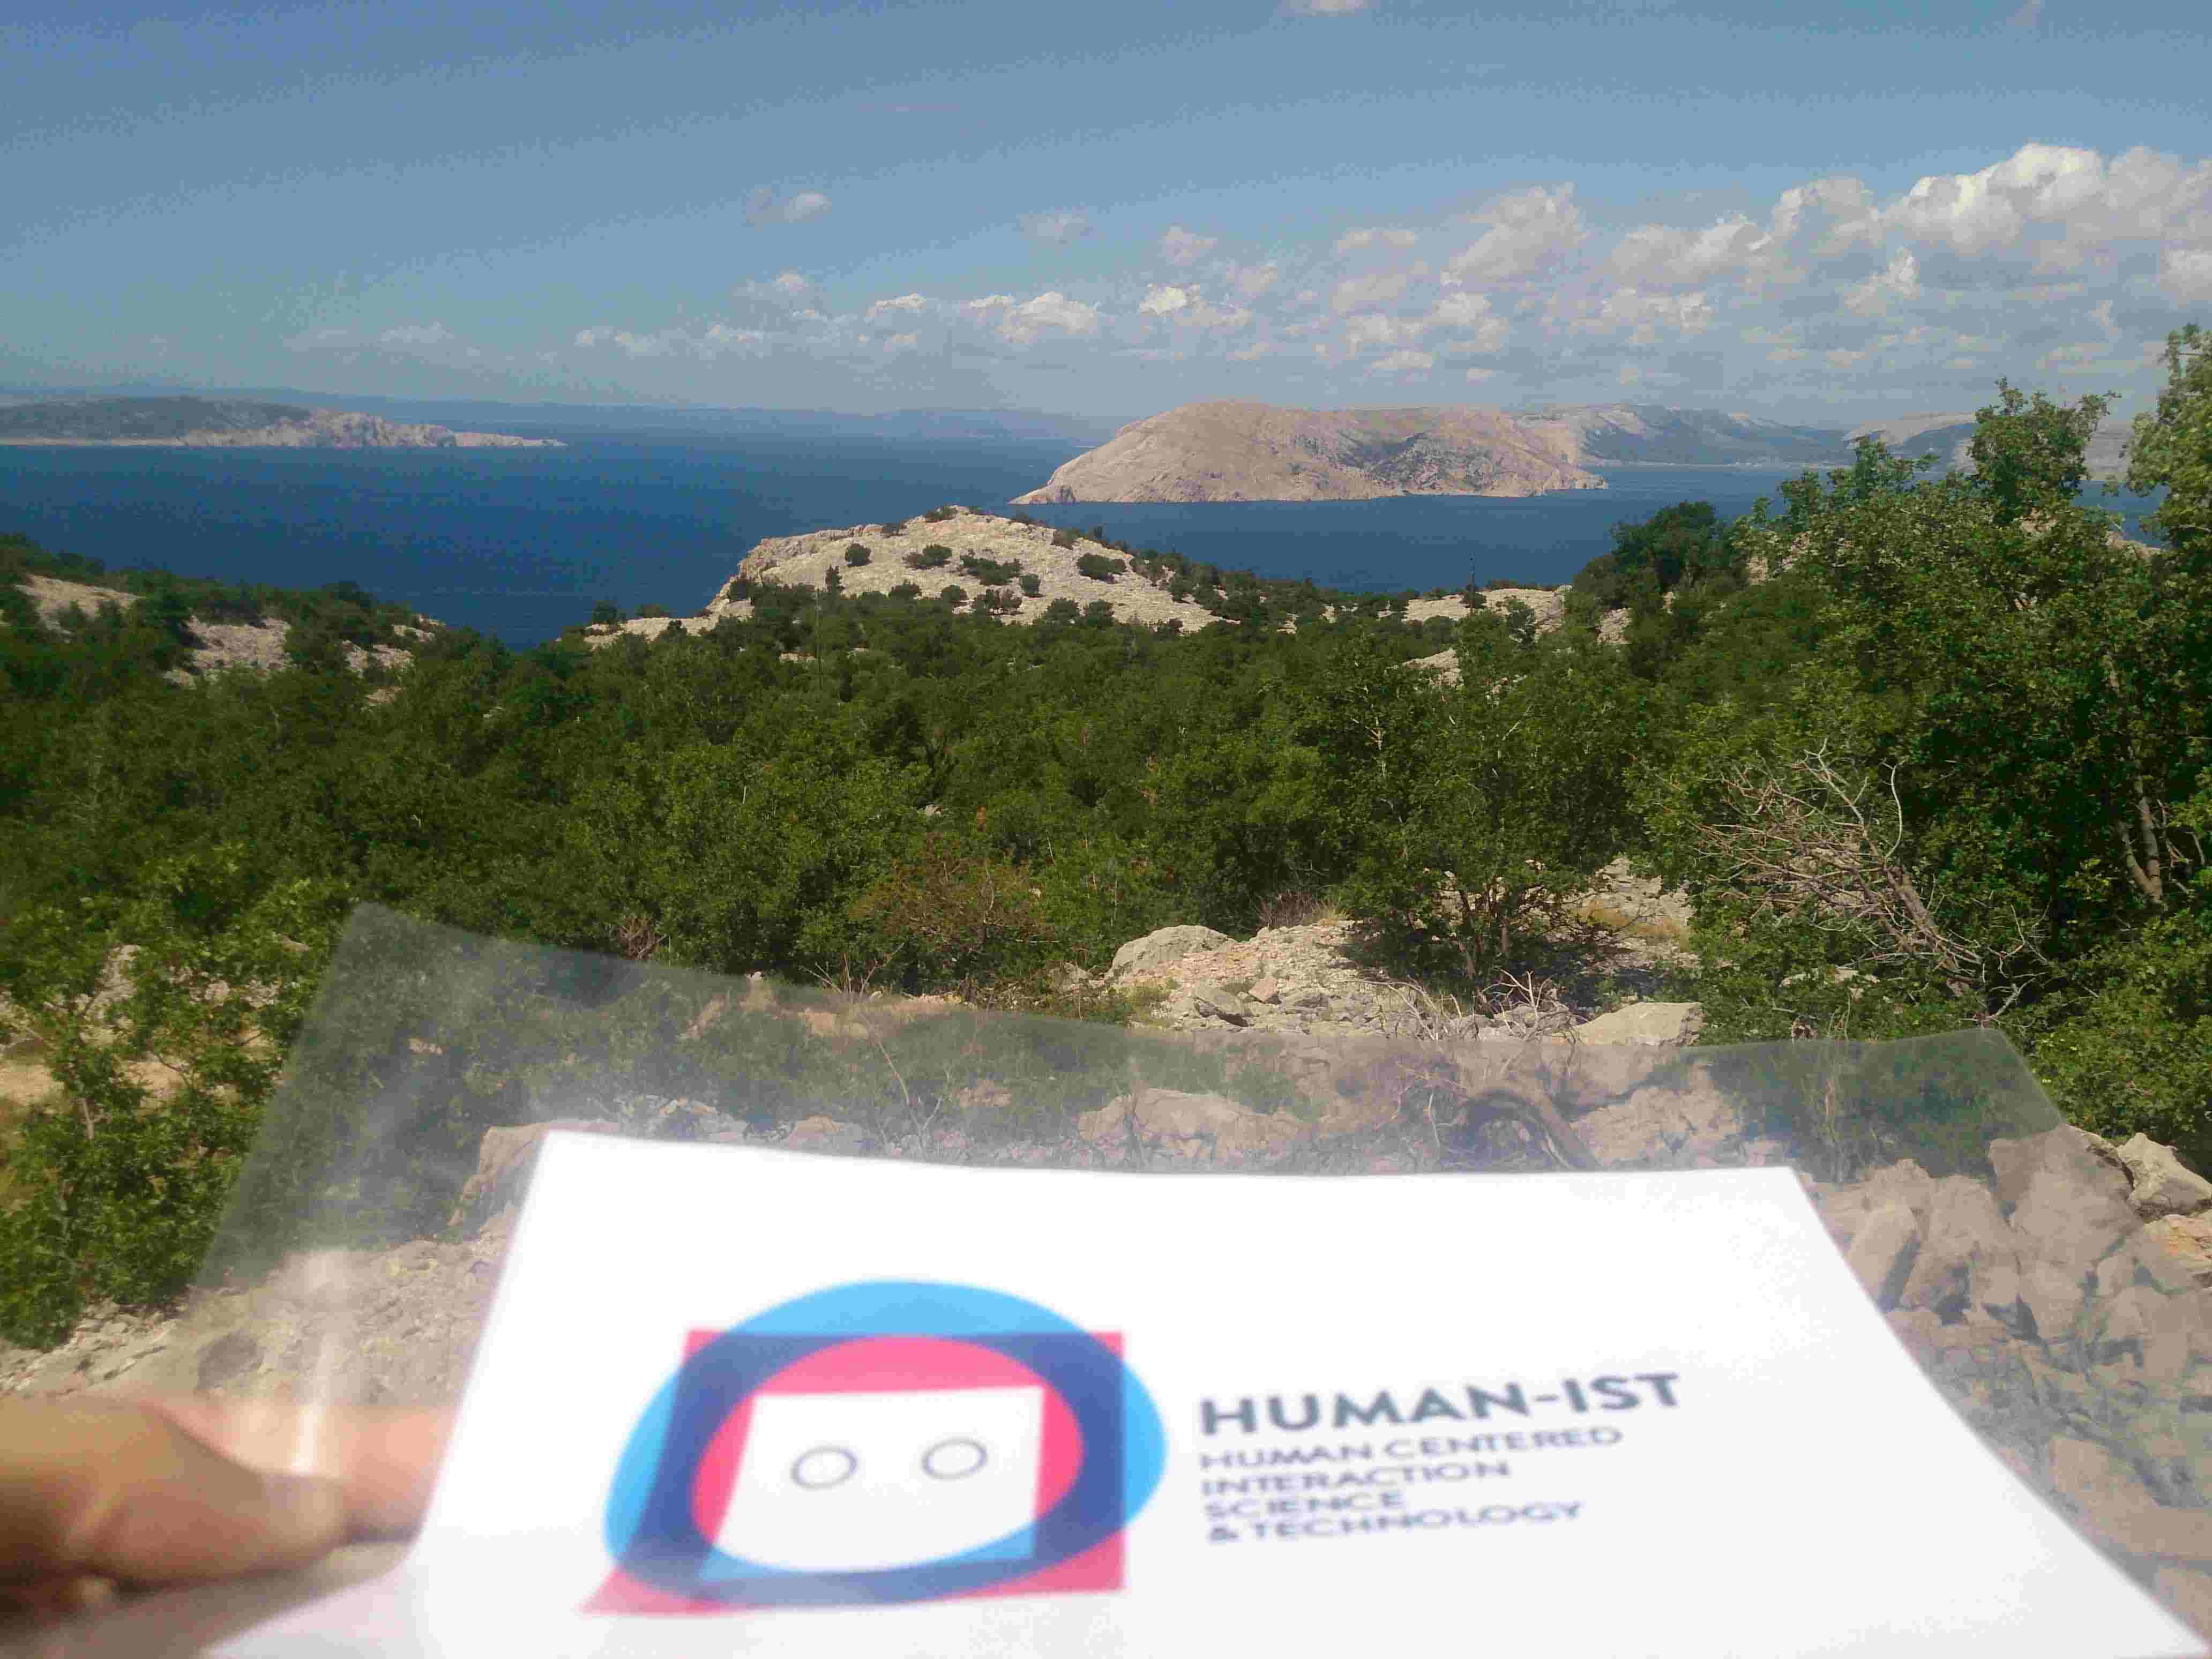 HUMAN-IST
HUMAN CENTERED
INTERACTION
SCIENCE
& TECHNOLOGY